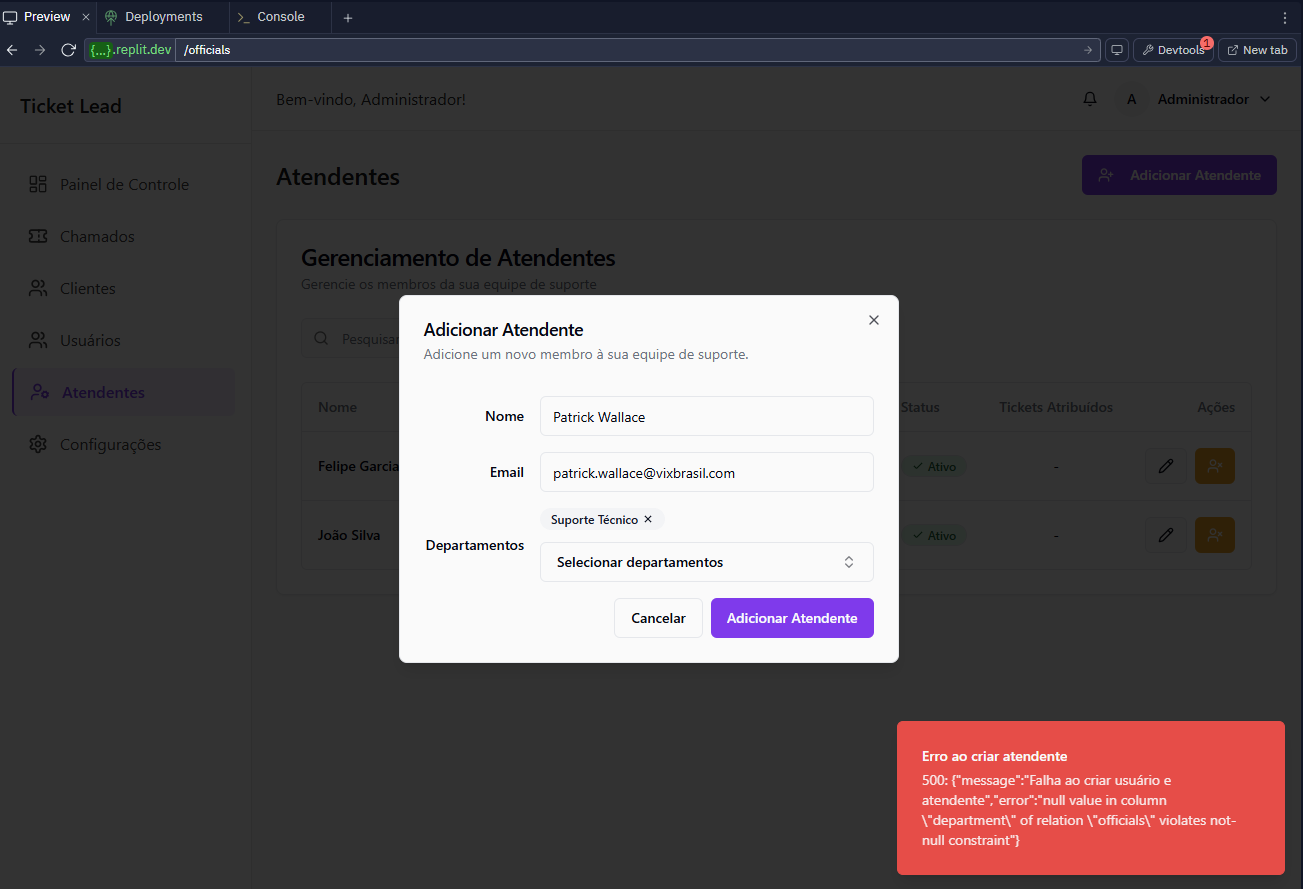 Preview
Deployments
Console
{...}.replit.dev
/officials
Devtools
1
New tab
Ticket Lead
Bem-vindo, Administrador!
A
Administrador
Painel de Controle
Chamados
Clientes
Usuários
Atendentes
Configurações
Atendentes
Adicionar Atendente
Gerenciamento de Atendentes
Gerencie os membros da sua equipe de suporte
Pesquisar
Nome
Status
Tickets Atribuídos
Ações
Felipe Garcia
Ativo
-
João Silva
Ativo
-
Adicionar Atendente
Adicione um novo membro à sua equipe de suporte.
Nome
Patrick Wallace
Email
patrick.wallace@vixbrasil.com
Suporte Técnico
Departamentos
Selecionar departamentos
Cancelar
Adicionar Atendente
Erro ao criar atendente
500: {"message":"Falha ao criar usuário e
atendente","error":"null value in column
\"department\" of relation \"officials\" violates not-
null constraint"}